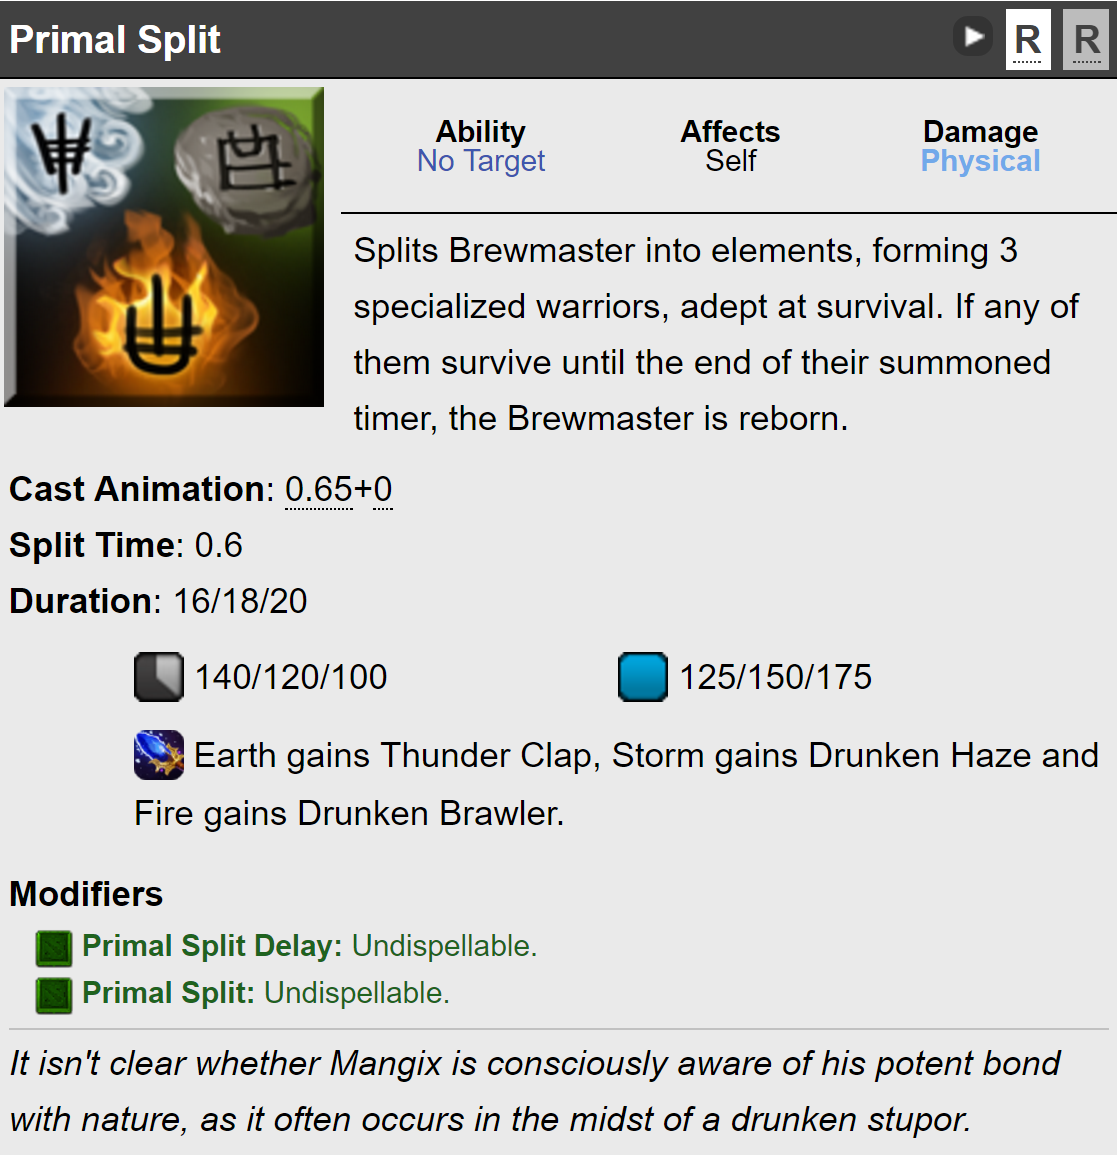 Primal Split
R R
Ability Affects Damage
No Target Self Physical
Splits Brewmaster into elements, forming 3
specialized warriors, adept at survival. If any of
them survive until the end of their summoned
timer, the Brewmaster is reborn.
Cast Animation: 0.65+0
Split Time: 0.6
Duration: 16/18/20
140/120/100 125/150/175
Earth gains Thunder Clap, Storm gains Drunken Haze and
Fire gains Drunken Brawler.
Modifiers
Primal Split Delay: Undispellable.
Primal Split: Undispellable.
It isn't clear whether Mangix is consciously aware of his potent bond
with nature, as it often occurs in the midst of a drunken stupor.